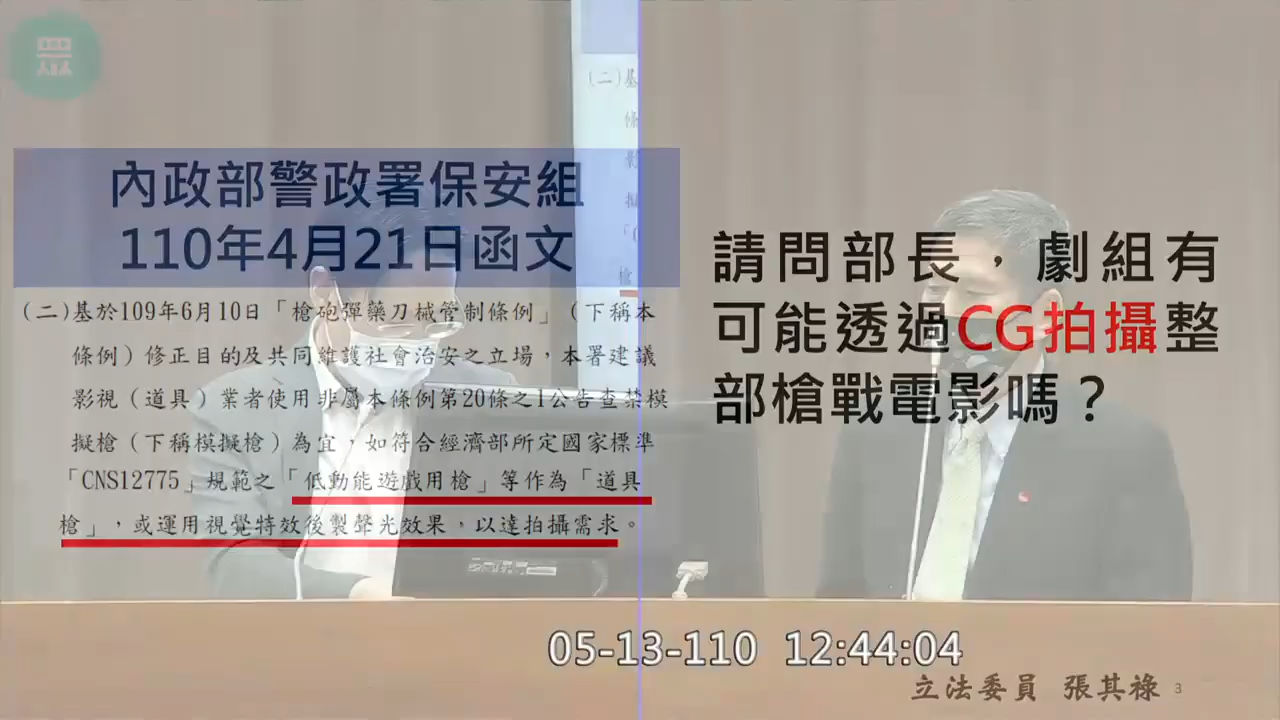 內政部警政署保安組
110年4月21日函文
(二)基於109年6月10日「槍砲彈藥刀械管制條例」（下稱本
條例）修正目的及共同維護社會治安之立場，本署建議
影視（道具）業者使用非屬本條例第20條之1公告查禁模
擬槍（下稱模擬槍）為宜，如符合經濟部所定國家標準
「CNS12775」規範之「低動能遊戲用槍」等作為「道具
槍」，或運用視覺特效後製聲光效果，以達拍攝需求。
請問部長，劇組有
可能透過CG拍攝整
部槍戰電影嗎？
05-13-110 12:44:04
立法委員 張其祿 3